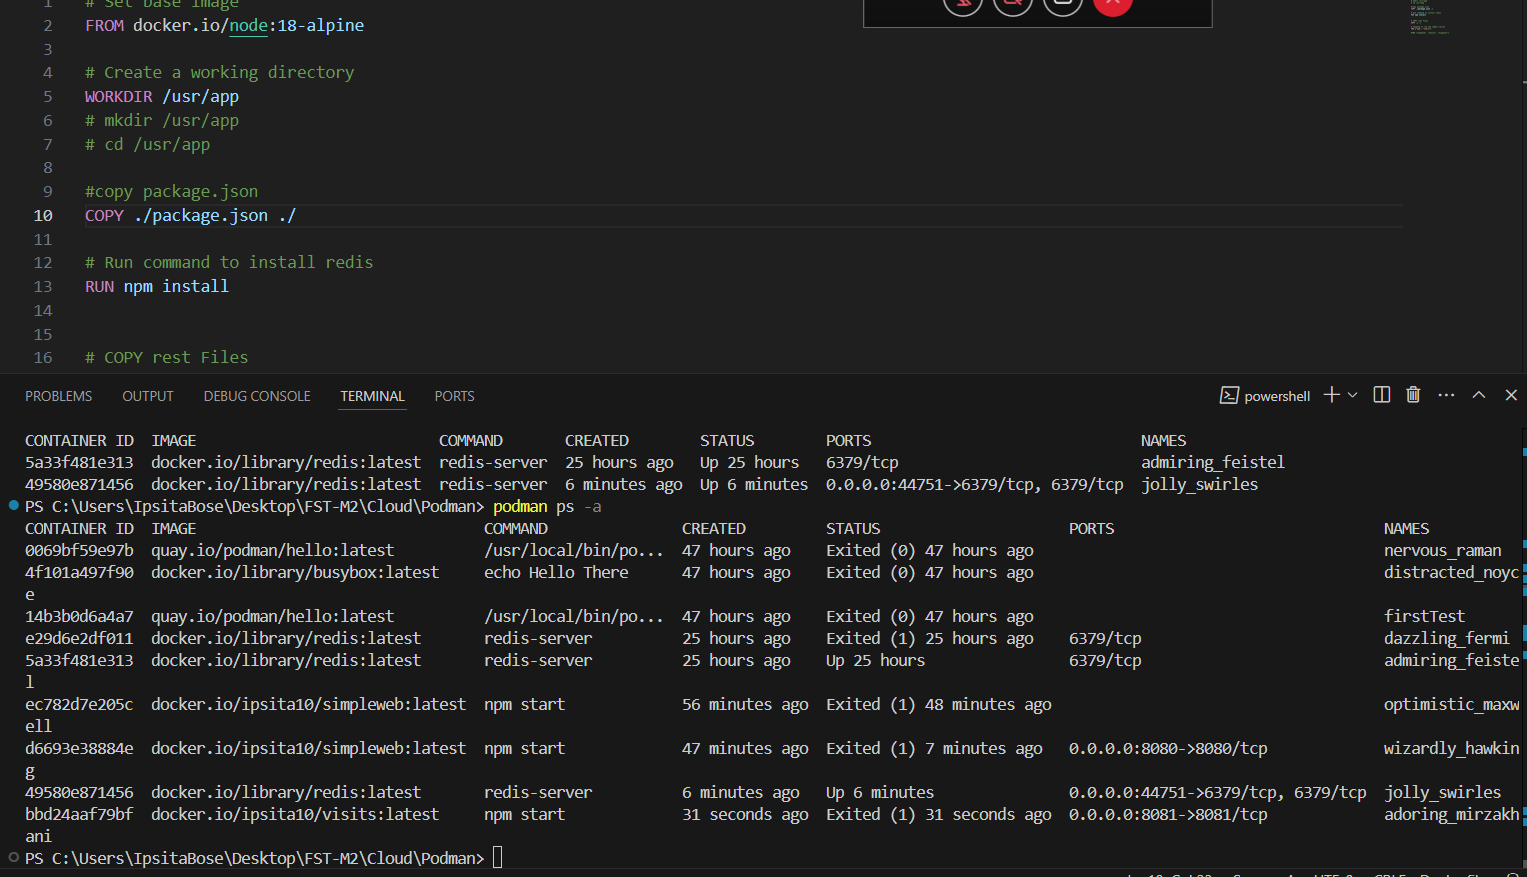 1 # Set base image
2 FROM docker.io/node:18-alpine
3
4 # Create a working directory
5 WORKDIR /usr/app
6 # mkdir /usr/app
7 # cd /usr/app
8
9 #copy package.json
10 COPY ./package.json ./
11
12 # Run command to install redis
13 RUN npm install
14
15
16 # COPY rest Files
PROBLEMS OUTPUT DEBUG CONSOLE TERMINAL PORTS powershell
CONTAINER ID IMAGE COMMAND CREATED STATUS PORTS NAMES
5a33f481e313 docker.io/library/redis:latest redis-server 25 hours ago Up 25 hours 6379/tcp admiring_feistel
49580e871456 docker.io/library/redis:latest redis-server 6 minutes ago Up 6 minutes 0.0.0.0:44751->6379/tcp, 6379/tcp jolly_swirles
PS C:\Users\IpsitaBose\Desktop\FST-M2\Cloud\Podman> podman ps -a
CONTAINER ID IMAGE COMMAND CREATED STATUS PORTS NAMES
0069bf59e97b quay.io/podman/hello:latest /usr/local/bin/po... 47 hours ago Exited (0) 47 hours ago nervous_raman
4f101a497f90 docker.io/library/busybox:latest echo Hello There 47 hours ago Exited (0) 47 hours ago distracted_noyc
e
14b3b0d6a4a7 quay.io/podman/hello:latest /usr/local/bin/po... 47 hours ago Exited (0) 47 hours ago firstTest
e29d6e2df011 docker.io/library/redis:latest redis-server 25 hours ago Exited (1) 25 hours ago 6379/tcp dazzling_fermi
5a33f481e313 docker.io/library/redis:latest redis-server 25 hours ago Up 25 hours 6379/tcp admiring_feiste
l
ec782d7e205c docker.io/ipsita10/simpleweb:latest npm start 56 minutes ago Exited (1) 48 minutes ago optimistic_maxw
ell
d6693e38884e docker.io/ipsita10/simpleweb:latest npm start 47 minutes ago Exited (1) 7 minutes ago 0.0.0.0:8080->8080/tcp wizardly_hawkin
g
49580e871456 docker.io/library/redis:latest redis-server 6 minutes ago Up 6 minutes 0.0.0.0:44751->6379/tcp, 6379/tcp jolly_swirles
bbd24aaf79bf docker.io/ipsita10/visits:latest npm start 31 seconds ago Exited (1) 31 seconds ago 0.0.0.0:8081->8081/tcp adoring_mirzakh
ani
PS C:\Users\IpsitaBose\Desktop\FST-M2\Cloud\Podman>